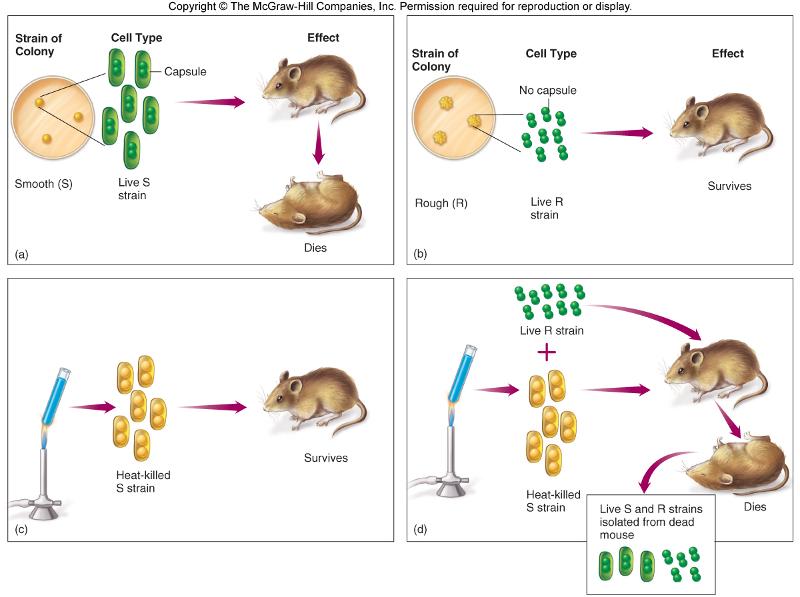 Copyright © The McGraw-Hill Companies, Inc. Permission required for reproduction or display.
Strain of
Colony
Cell Type
Effect
Capsule
Smooth (S)
Live S
strain
Dies
(a)
Strain of
Colony
Cell Type
Effect
No capsule
Rough (R)
Live R
strain
Survives
(b)
Heat-killed
S strain
Survives
(c)
Live R strain
+
Heat-killed
S strain
Dies
Live S and R strains
isolated from dead
mouse
(d)